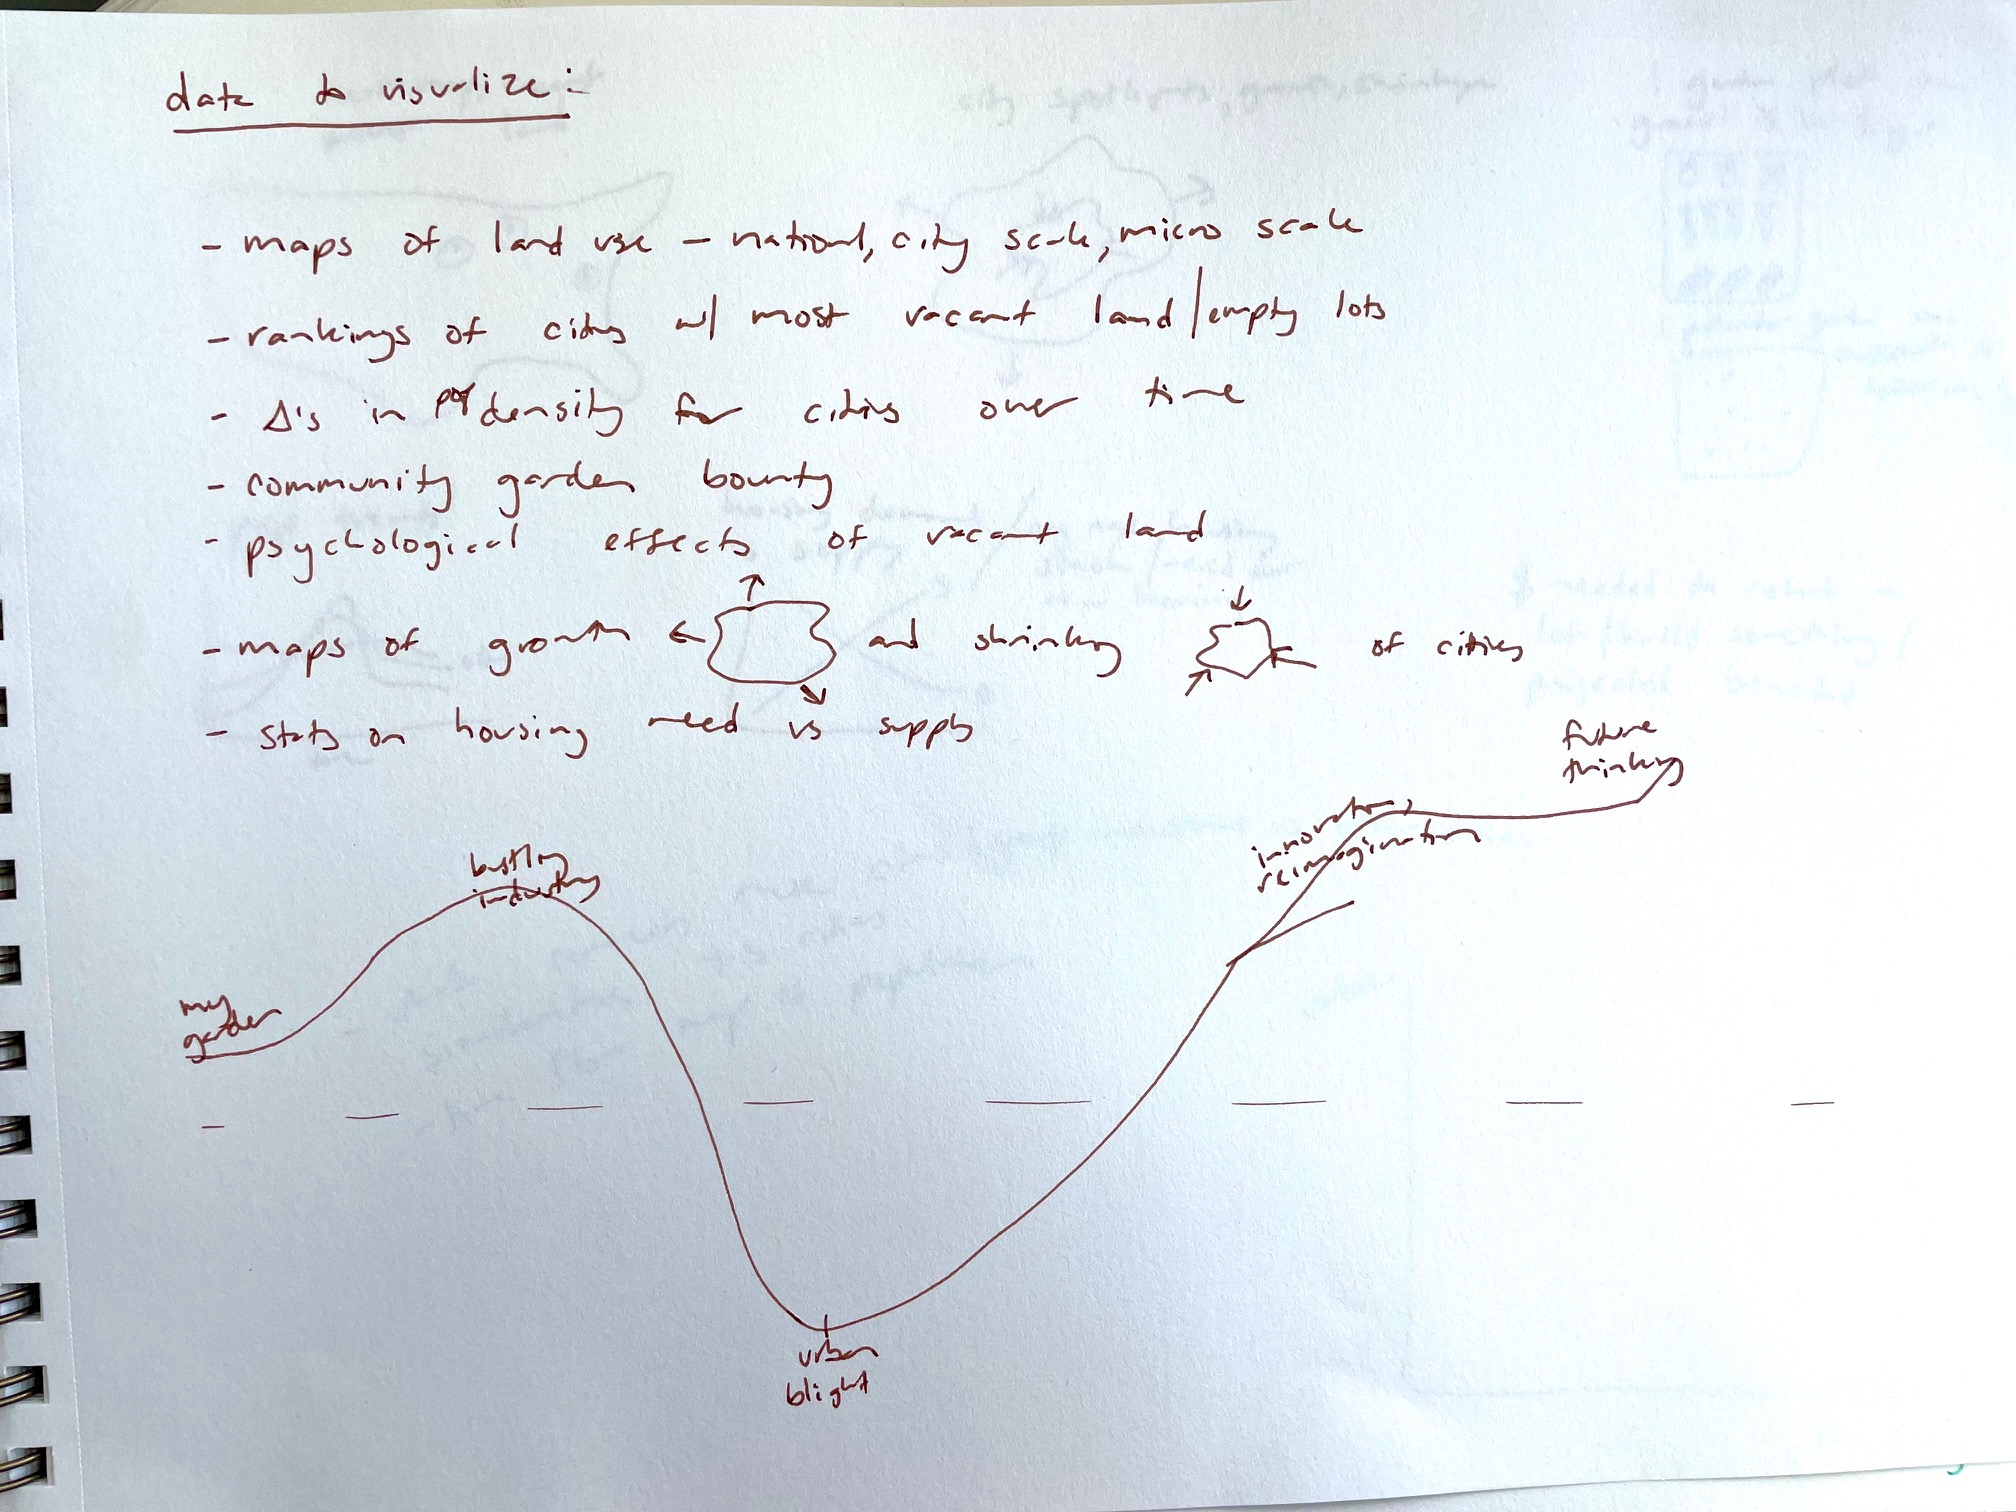 data to visualize:
- maps of land use - national, city scale, micro scale
- rankings of cities w/ most vacant land/empty lots
- Δ's in pop density for cities over time
- community garden bounty
- psychological effects of vacant land
- maps of growth and shrinking of cities
- stats on housing need vs supply
future
thinking
innovation
reimagination
bustling
industry
my
garden
urban
blight